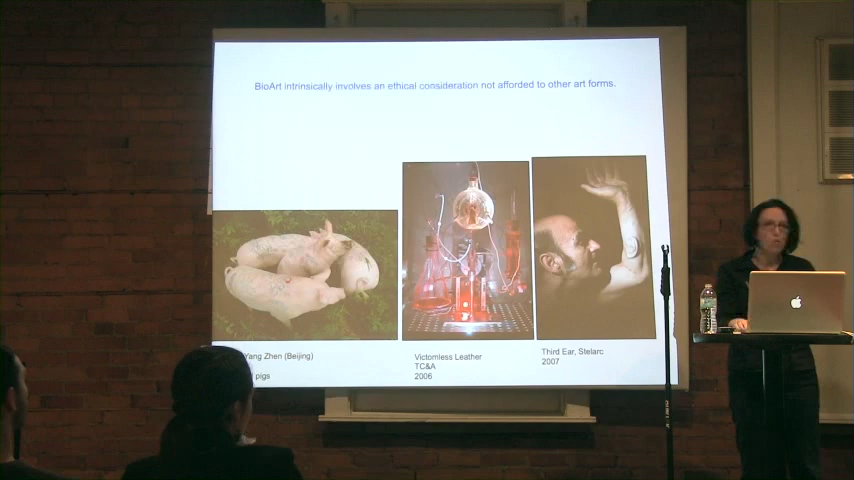 BioArt intrinsically involves an ethical consideration not afforded to other art forms.
Yang Zhen (Beijing)
pigs
Victomless Leather
TC&A
2006
Third Ear, Stelarc
2007